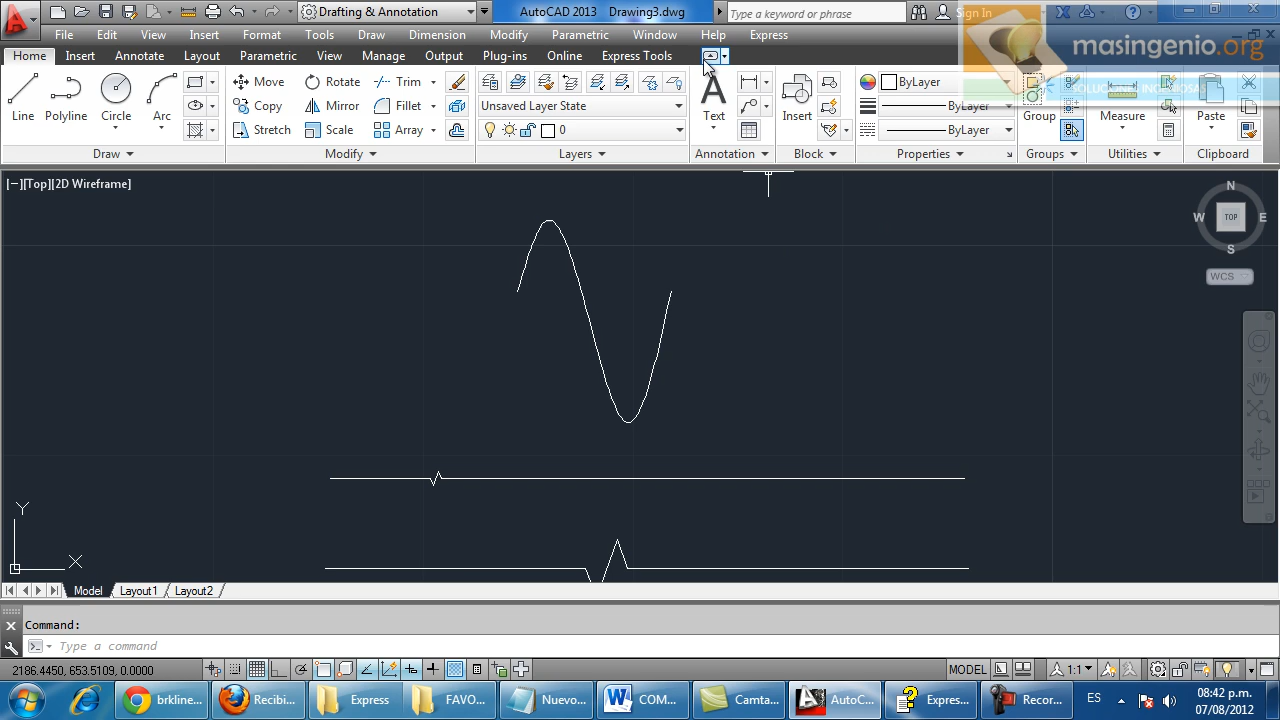 Drafting & Annotation
AutoCAD 2013 Drawing3.dwg
Type a keyword or phrase
Sign In
File Edit View Insert Format Tools Draw Dimension Modify Parametric Window Help Express
masingenio.org
Home Insert Annotate Layout Parametric View Manage Output Plug-ins Online Express Tools
Line Polyline Circle Arc
Move Rotate Trim
Copy Mirror Fillet
Stretch Scale Array
Unsaved Layer State
0
Text
Insert
ByLayer
ByLayer
ByLayer
Group
Measure
Paste
Draw Modify Layers Annotation Block Properties Groups Utilities Clipboard
[−][Top][2D Wireframe]
N
W TOP E
S
WCS
Y
X
Model Layout1 Layout2
Command:
Type a command
2186.4450, 653.5109, 0.0000
MODEL 1:1
brkline... Recibi... Express FAVO... Nuevo... COM... Camta... AutoC... Expres... Recor...
ES
08:42 p.m.
07/08/2012